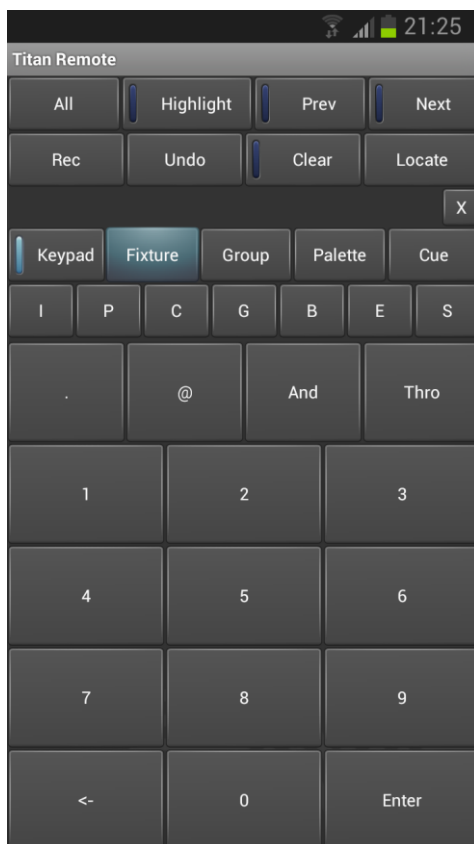 21:25
Titan Remote
All Highlight Prev Next
Rec Undo Clear Locate
X
Keypad Fixture Group Palette Cue
I P C G B E S
. @ And Thro
1 2 3
4 5 6
7 8 9
<- 0 Enter